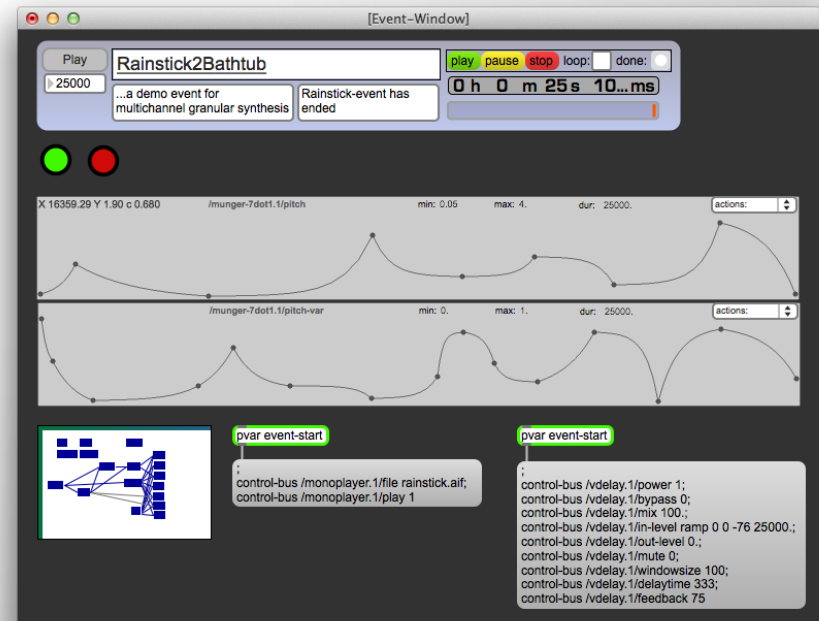 [Event-Window]
Play
25000
Rainstick2Bathtub
...a demo event for
multichannel granular synthesis
Rainstick-event has
ended
play pause stop loop: done:
0 h 0 m 25 s 10... ms
X 16359.29 Y 1.90 c 0.680 /munger-7dot1.1/pitch min: 0.05 max: 4. dur: 25000. actions:
/munger-7dot1.1/pitch-var min: 0. max: 1. dur: 25000. actions:
pvar event-start
;
control-bus /monoplayer.1/file rainstick.aif;
control-bus /monoplayer.1/play 1
pvar event-start
;
control-bus /vdelay.1/power 1;
control-bus /vdelay.1/bypass 0;
control-bus /vdelay.1/mix 100.;
control-bus /vdelay.1/in-level ramp 0 0 -76 25000.;
control-bus /vdelay.1/out-level 0.;
control-bus /vdelay.1/mute 0;
control-bus /vdelay.1/windowsize 100;
control-bus /vdelay.1/delaytime 333;
control-bus /vdelay.1/feedback 75